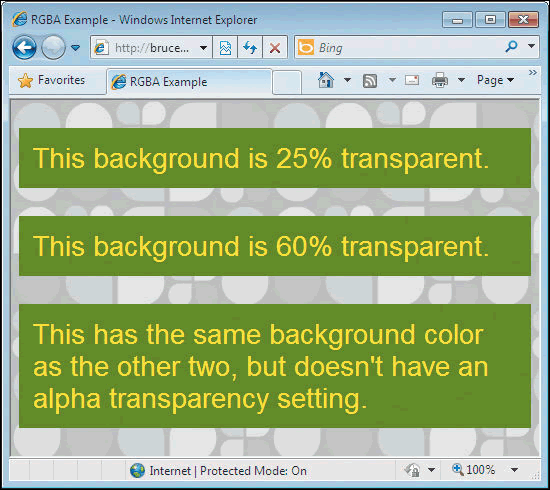 RGBA Example - Windows Internet Explorer
http://bruce...
Bing
Favorites
RGBA Example
Page
»
This background is 25% transparent.
This background is 60% transparent.
This has the same background color
as the other two, but doesn't have an
alpha transparency setting.
Internet | Protected Mode: On
100%